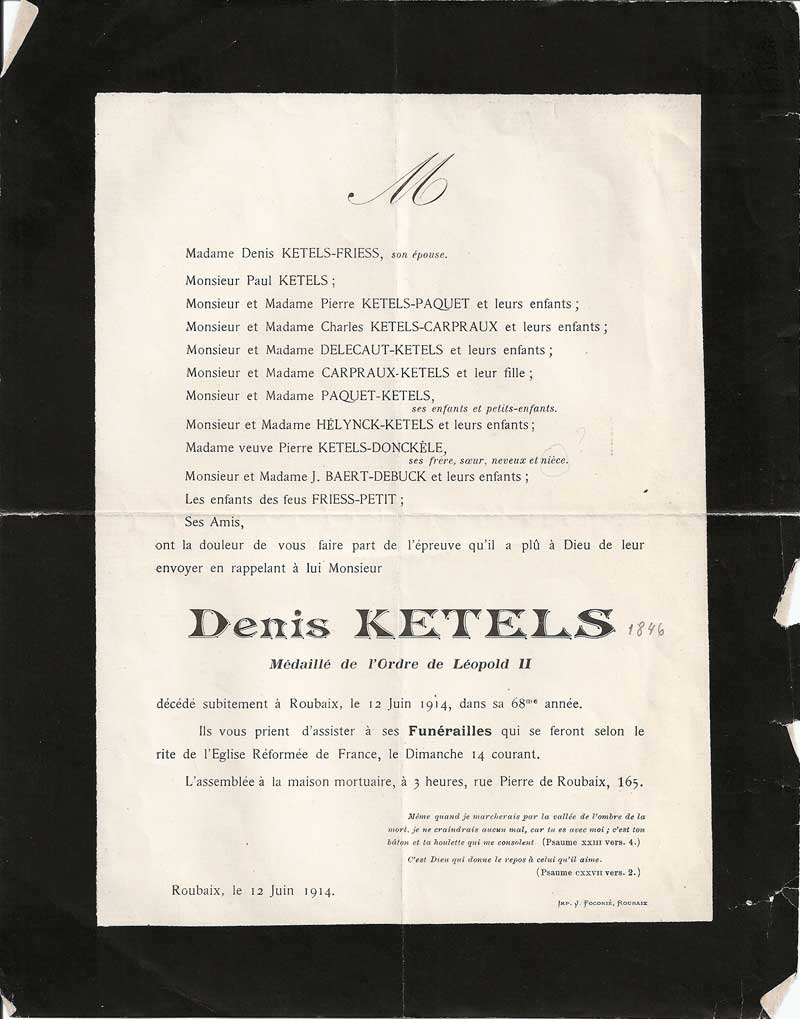 M
Madame Denis KETELS-FRIESS, son épouse.
Monsieur Paul KETELS ;
Monsieur et Madame Pierre KETELS-PAQUET et leurs enfants ;
Monsieur et Madame Charles KETELS-CARPRAUX et leurs enfants ;
Monsieur et Madame DELECAUT-KETELS et leurs enfants ;
Monsieur et Madame CARPRAUX-KETELS et leur fille ;
Monsieur et Madame PAQUET-KETELS,
ses enfants et petits-enfants.
Monsieur et Madame HÉLYNCK-KETELS et leurs enfants ;
Madame veuve Pierre KETELS-DONCKÈLE, ?
ses frère, sœur, neveux et nièce.
Monsieur et Madame J. BAERT-DEBUCK et leurs enfants ;
Les enfants des feus FRIESS-PETIT ;
Ses Amis,
ont la douleur de vous faire part de l'épreuve qu'il a plû à Dieu de leur
envoyer en rappelant à lui Monsieur
Denis KETELS 1846
Médaillé de l'Ordre de Léopold II
décédé subitement à Roubaix, le 12 Juin 1914, dans sa 68me année.
Ils vous prient d'assister à ses Funérailles qui se feront selon le
rite de l'Eglise Réformée de France, le Dimanche 14 courant.
L'assemblée à la maison mortuaire, à 3 heures, rue Pierre de Roubaix, 165.
Même quand je marcherais par la vallée de l'ombre de la
mort, je ne craindrais aucun mal, car tu es avec moi ; c'est ton
bâton et ta houlette qui me consolent (Psaume XXIII vers. 4.)
C'est Dieu qui donne le repos à celui qu'il aime.
(Psaume CXXVII vers. 2.)
Roubaix, le 12 Juin 1914.
IMP. J. FOCONIÉ, ROUBAIX